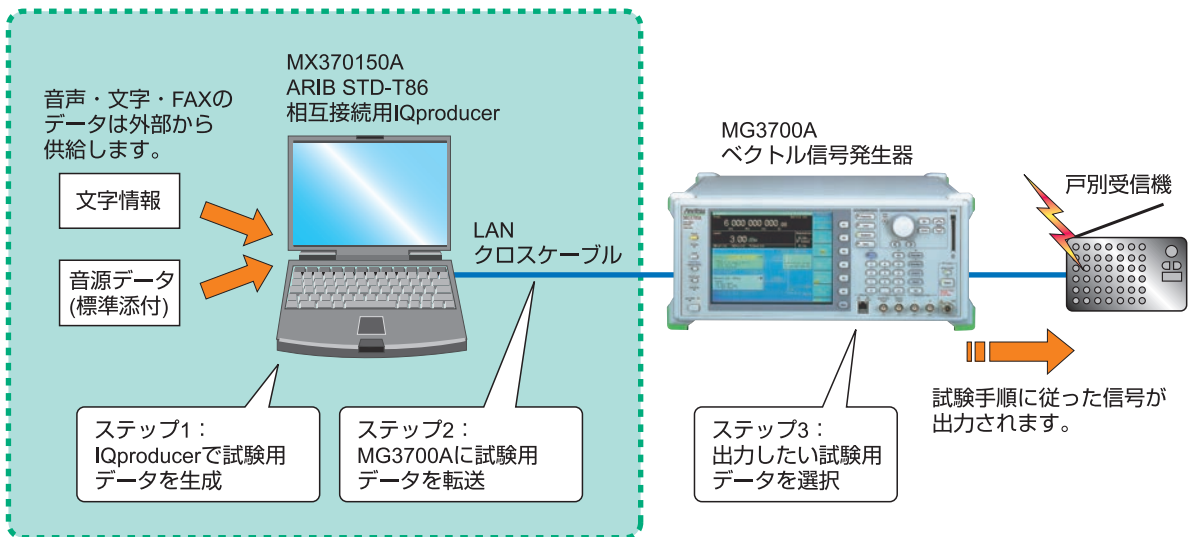 音声・文字・FAXの
データは外部から
供給します。
文字情報
音源データ
(標準添付)
MX370150A
ARIB STD-T86
相互接続用IQproducer
LAN
クロスケーブル
MG3700A
ベクトル信号発生器
Anritsu
6 000 000 000
3.00
戸別受信機
ステップ1：
IQproducerで試験用
データを生成
ステップ2：
MG3700Aに試験用
データを転送
ステップ3：
出力したい試験用
データを選択
試験手順に従った信号が
出力されます。